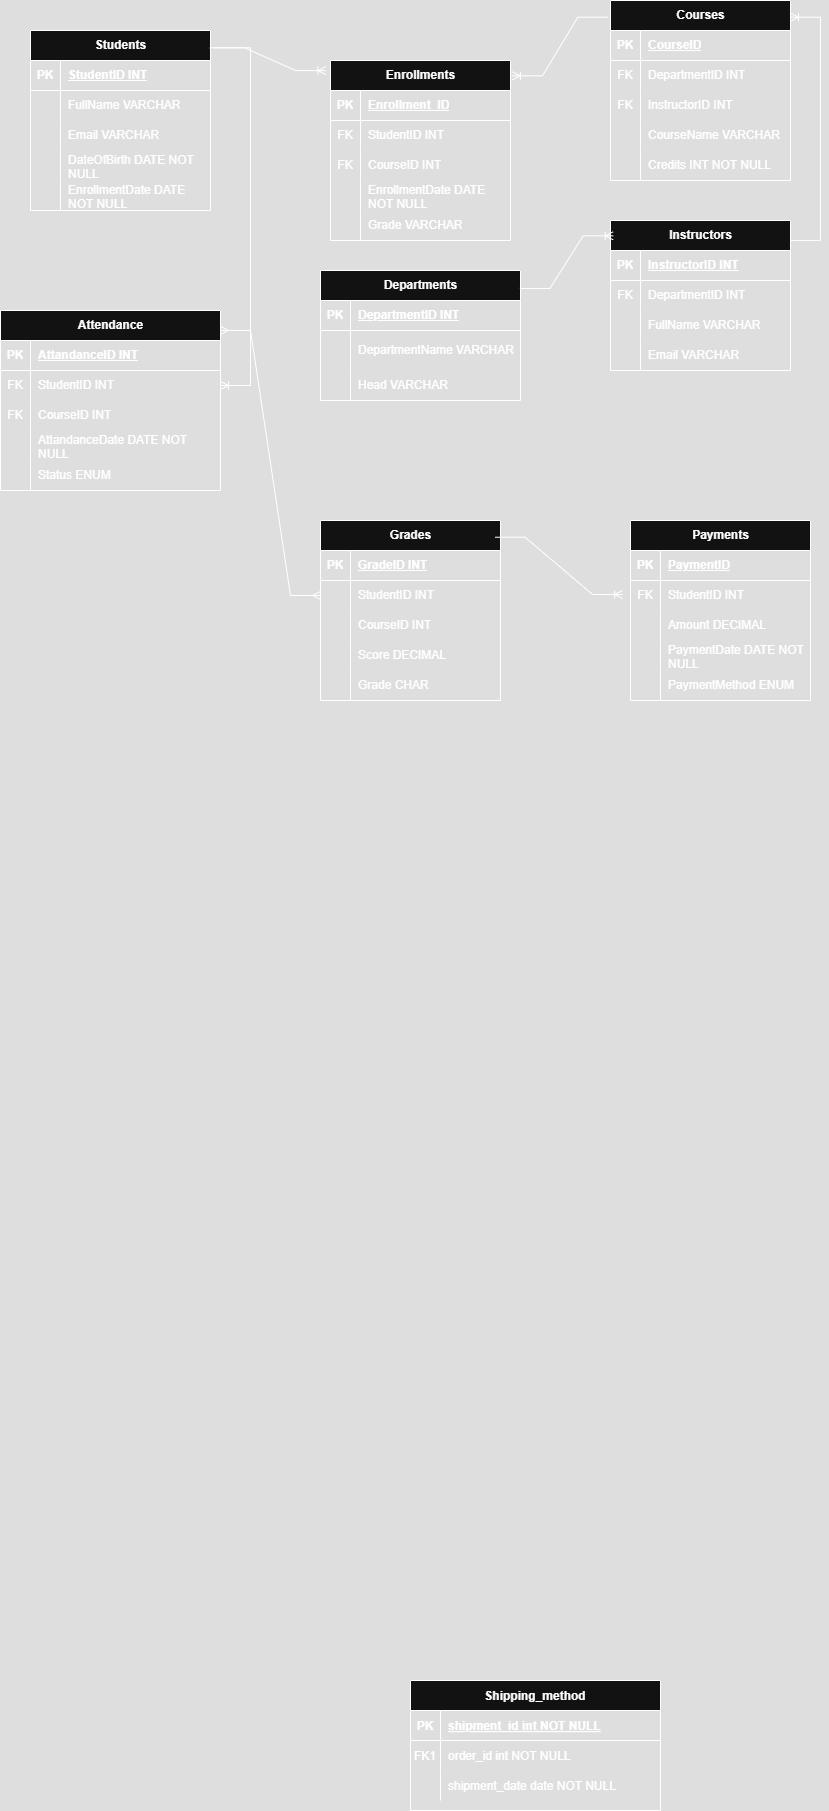 Students
PK StudentID INT
FullName VARCHAR
Email VARCHAR
DateOfBirth DATE NOT
NULL
EnrollmentDate DATE
NOT NULL
Enrollments
PK Enrollment_ID
FK StudentID INT
FK CourseID INT
EnrollmentDate DATE
NOT NULL
Grade VARCHAR
Courses
PK CourseID
FK DepartmentID INT
FK InstructorID INT
CourseName VARCHAR
Credits INT NOT NULL
Instructors
PK InstructorID INT
FK DepartmentID INT
FullName VARCHAR
Email VARCHAR
Departments
PK DepartmentID INT
DepartmentName VARCHAR
Head VARCHAR
Attendance
PK AttandanceID INT
FK StudentID INT
FK CourseID INT
AttandanceDate DATE NOT
NULL
Status ENUM
Grades
PK GradeID INT
StudentID INT
CourseID INT
Score DECIMAL
Grade CHAR
Payments
PK PaymentID
FK StudentID INT
Amount DECIMAL
PaymentDate DATE NOT
NULL
PaymentMethod ENUM
Shipping_method
PK shipment_id int NOT NULL
FK1 order_id int NOT NULL
shipment_date date NOT NULL